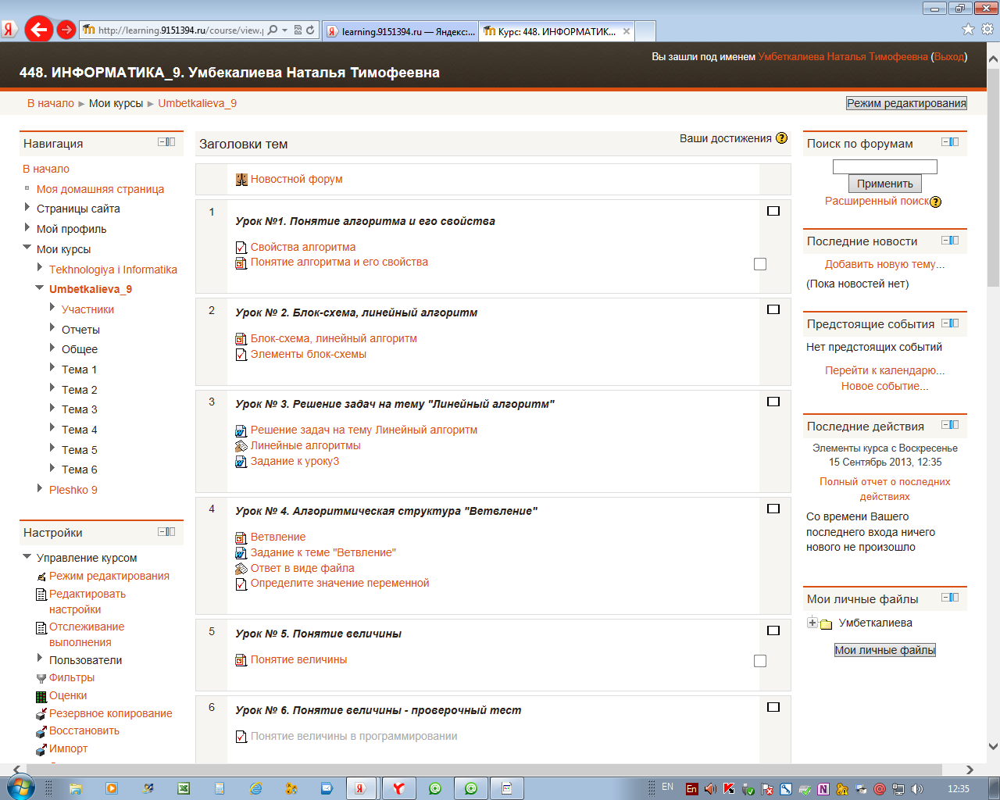 http://learning.9151394.ru/course/view.
learning.9151394.ru — Яндекс:...
Курс: 448. ИНФОРМАТИК...
Вы зашли под именем Умбеткалиева Наталья Тимофеевна (Выход)
448. ИНФОРМАТИКА_9. Умбекалиева Наталья Тимофеевна
В начало ► Мои курсы ► Umbetkalieva_9
Режим редактирования
Навигация
В начало
Моя домашняя страница
Страницы сайта
Мой профиль
Мои курсы
Tekhnologiya i Informatika
Umbetkalieva_9
Участники
Отчеты
Общее
Тема 1
Тема 2
Тема 3
Тема 4
Тема 5
Тема 6
Pleshko 9
Настройки
Управление курсом
Режим редактирования
Редактировать
настройки
Отслеживание
выполнения
Пользователи
Фильтры
Оценки
Резервное копирование
Восстановить
Импорт
Заголовки тем
Ваши достижения
Новостной форум
1
Урок №1. Понятие алгоритма и его свойства
Свойства алгоритма
Понятие алгоритма и его свойства
2
Урок № 2. Блок-схема, линейный алгоритм
Блок-схема, линейный алгоритм
Элементы блок-схемы
3
Урок № 3. Решение задач на тему "Линейный алгоритм"
Решение задач на тему Линейный алгоритм
Линейные алгоритмы
Задание к уроку3
4
Урок № 4. Алгоритмическая структура "Ветвление"
Ветвление
Задание к теме "Ветвление"
Ответ в виде файла
Определите значение переменной
5
Урок № 5. Понятие величины
Понятие величины
6
Урок № 6. Понятие величины - проверочный тест
Понятие величины в программировании
Поиск по форумам
Применить
Расширенный поиск
Последние новости
Добавить новую тему...
(Пока новостей нет)
Предстоящие события
Нет предстоящих событий
Перейти к календарю...
Новое событие...
Последние действия
Элементы курса с Воскресенье
15 Сентябрь 2013, 12:35
Полный отчет о последних
действиях
Со времени Вашего
последнего входа ничего
нового не произошло
Мои личные файлы
Умбеткалиева
Мои личные файлы
EN
En
12:35